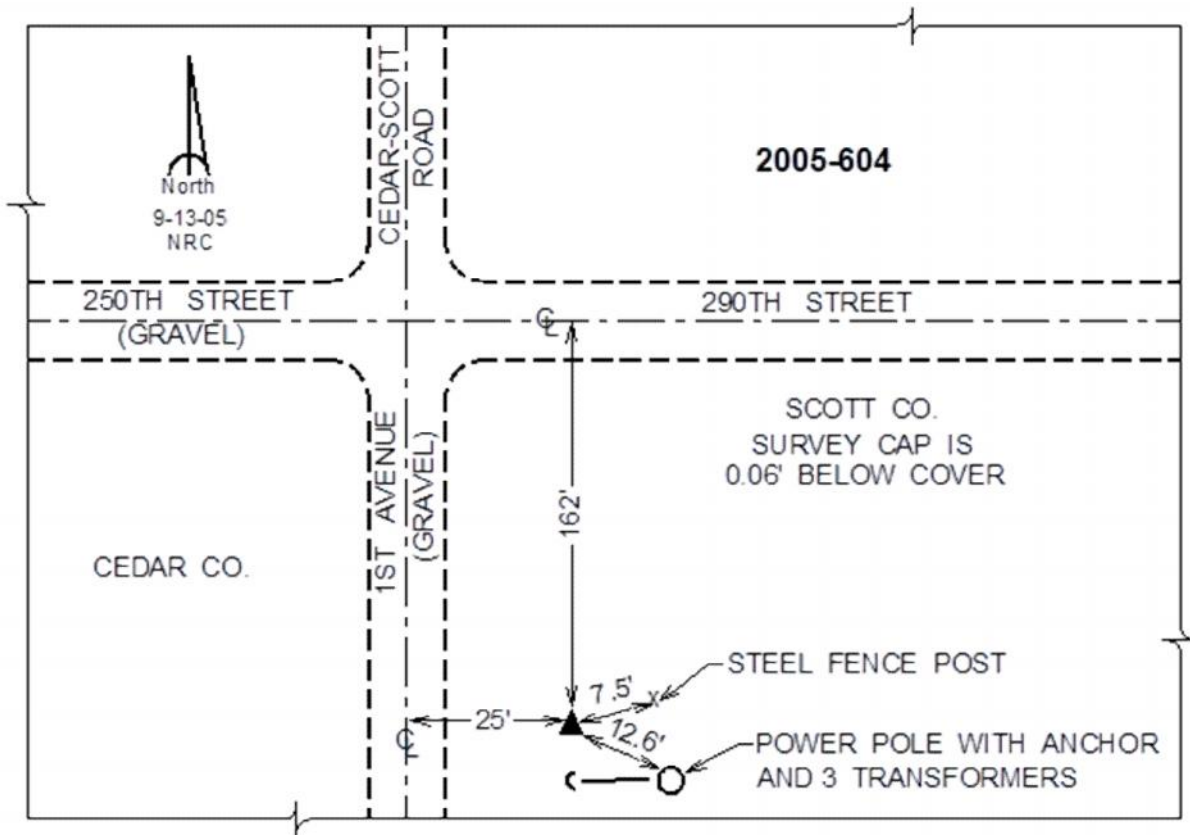 CEDAR-SCOTT
ROAD
2005-604
North
9-13-05
NRC
250TH STREET
(GRAVEL)
290TH STREET
℄
SCOTT CO.
SURVEY CAP IS
0.06' BELOW COVER
1ST AVENUE
(GRAVEL)
162'
CEDAR CO.
STEEL FENCE POST
7.5'
x
25'
12.6'
℄
POWER POLE WITH ANCHOR
AND 3 TRANSFORMERS